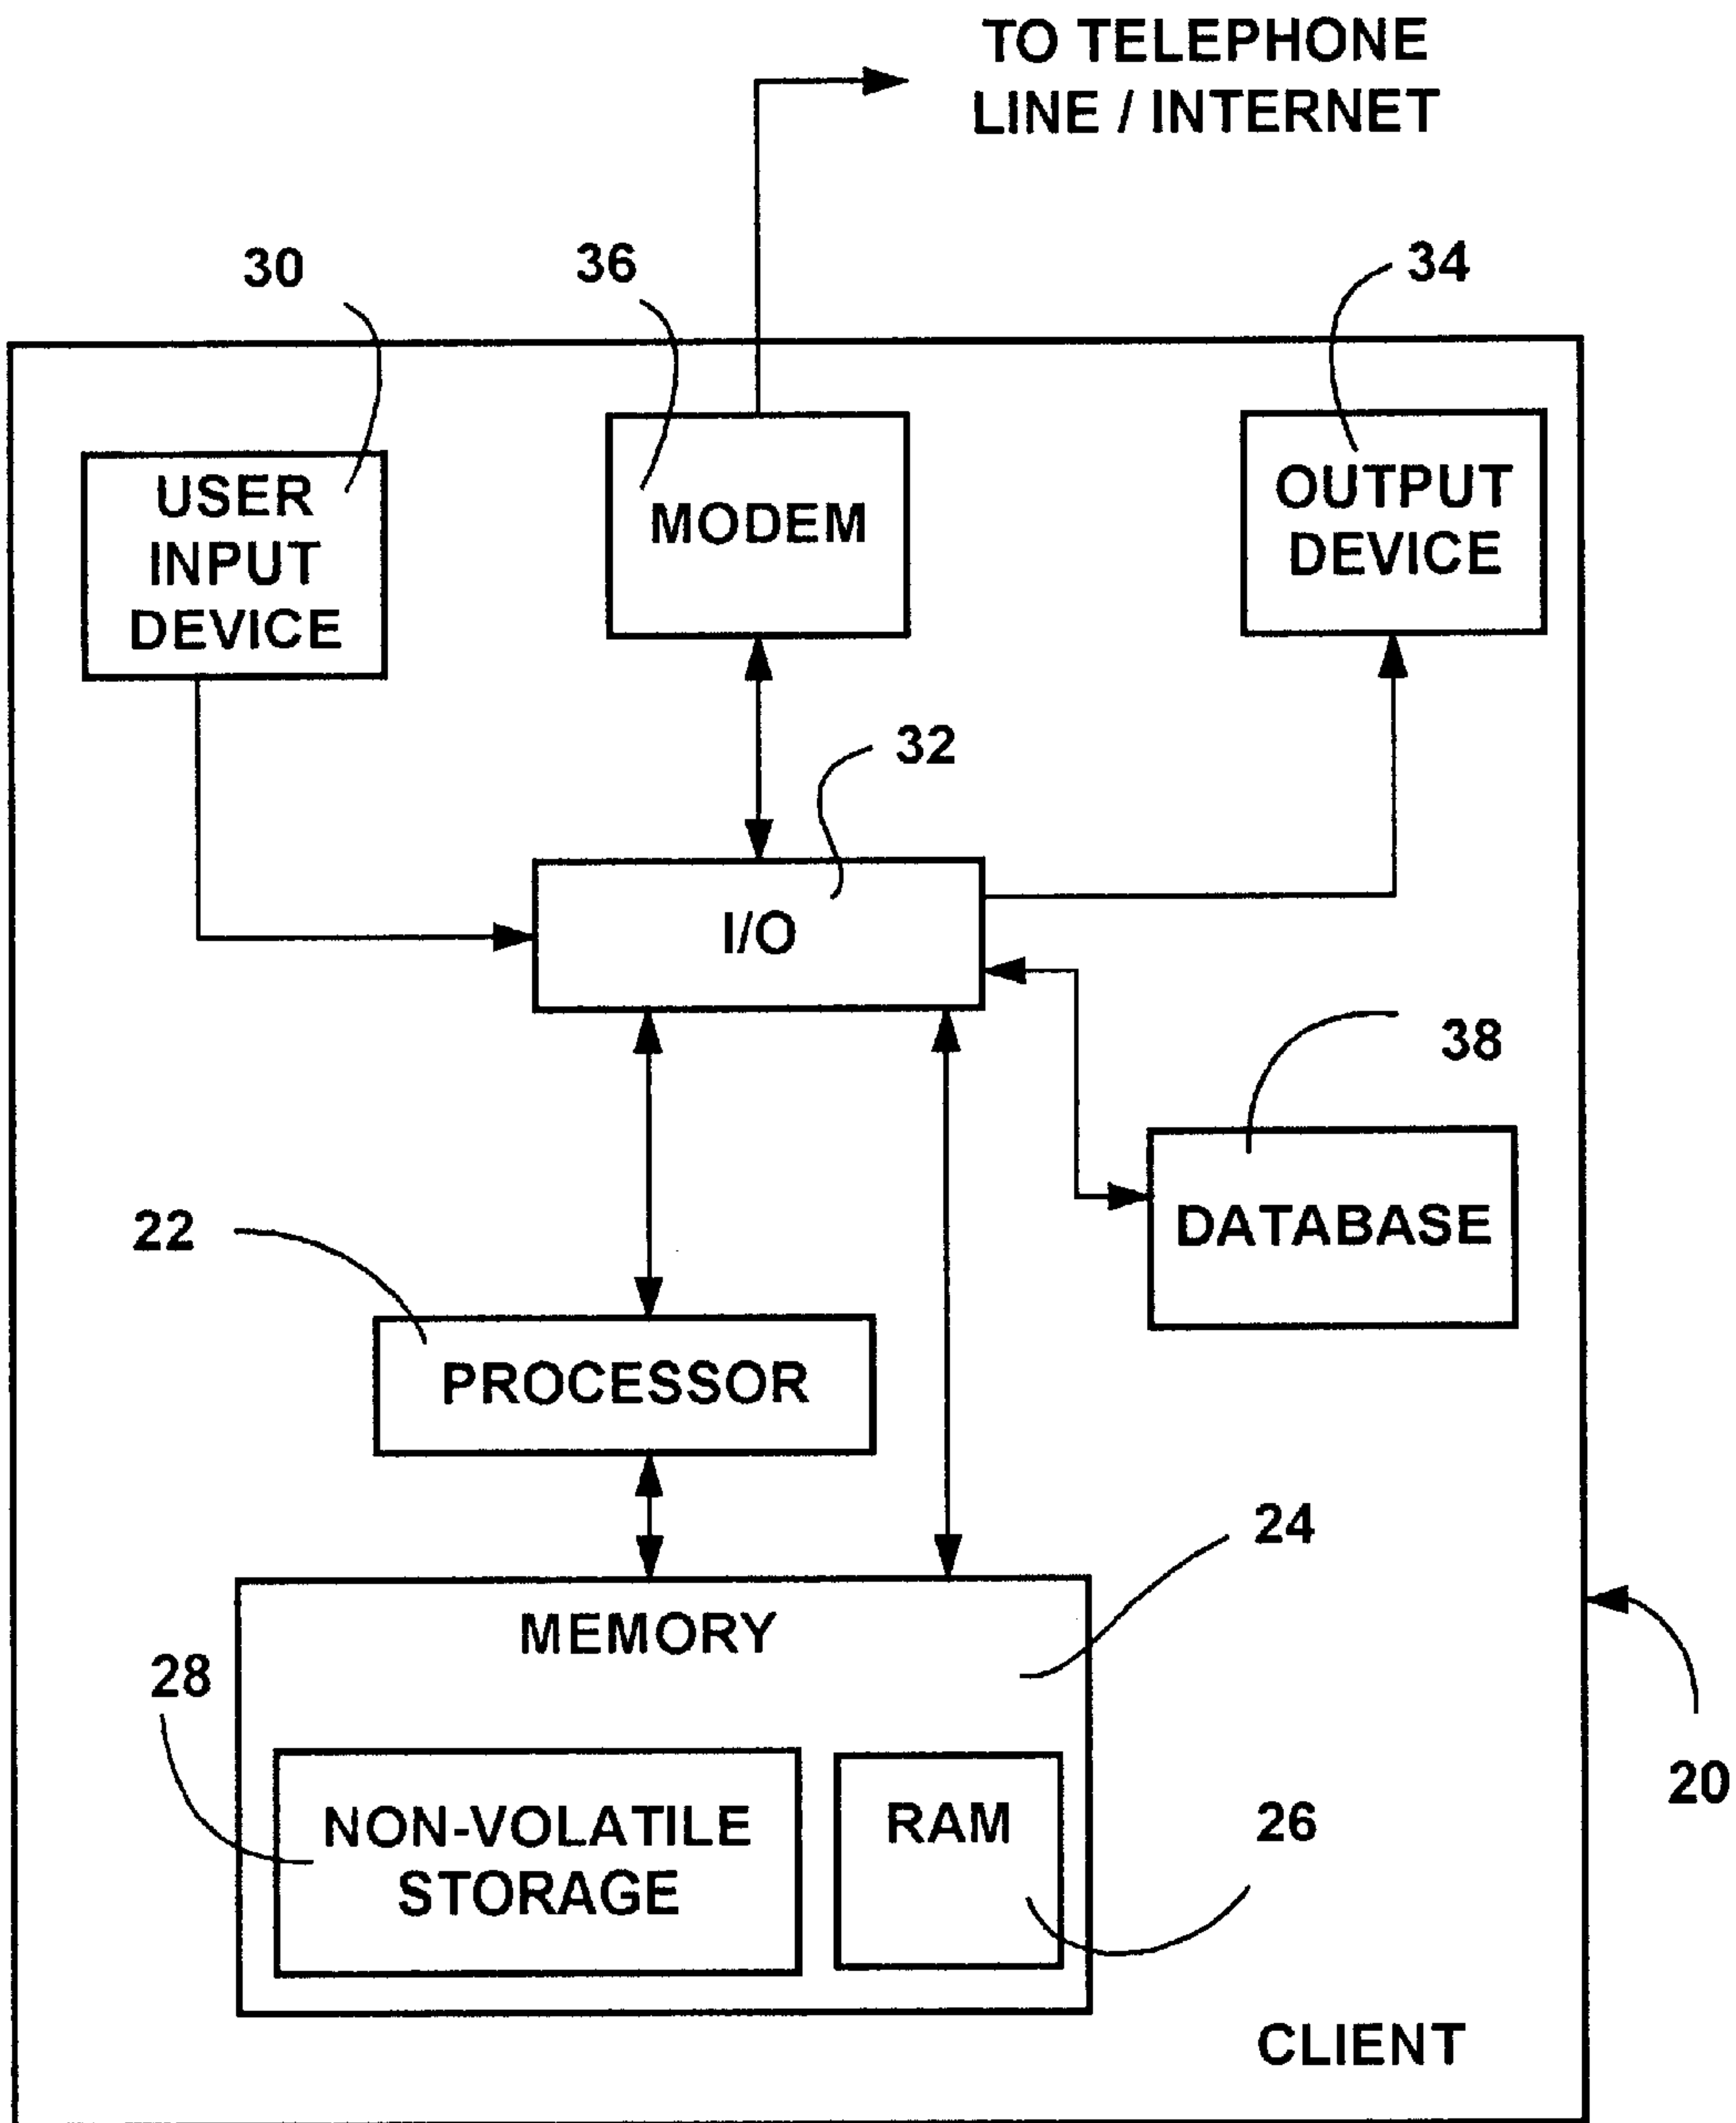 TO TELEPHONE
LINE / INTERNET
30
36
34
USER
INPUT
DEVICE
MODEM
OUTPUT
DEVICE
32
I/O
38
22
DATABASE
PROCESSOR
24
MEMORY
28
20
NON-VOLATILE
STORAGE
RAM
26
CLIENT